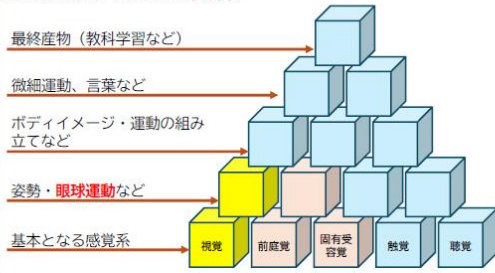 最終産物（教科学習など）
微細運動、言葉など
ボディイメージ・運動の組み
立てなど
姿勢・眼球運動など
基本となる感覚系
視覚
前庭覚
固有受
容覚
触覚
聴覚